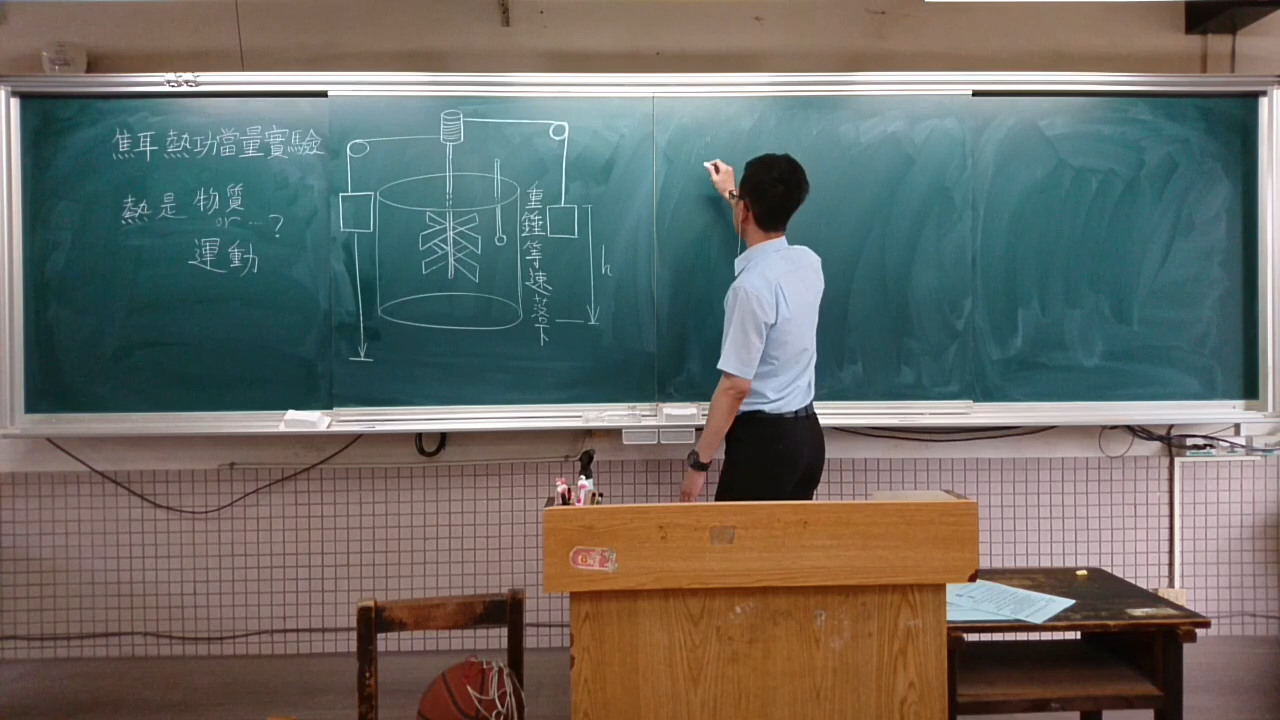 焦耳熱功當量實驗
熱是物質
or…?
運動
重錘等速落下
h